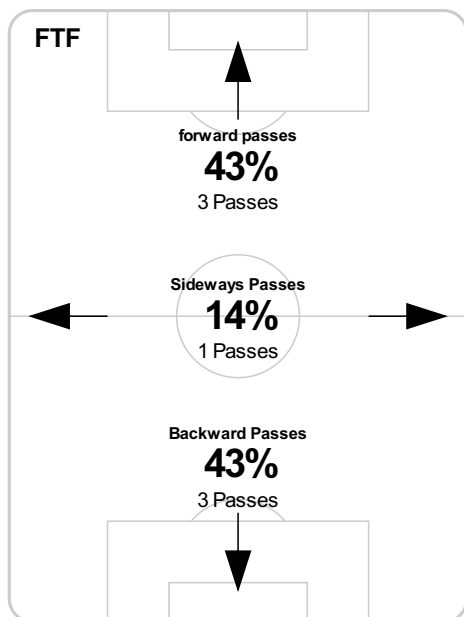 FTF
forward passes
43%
3 Passes
Sideways Passes
14%
1 Passes
Backward Passes
43%
3 Passes